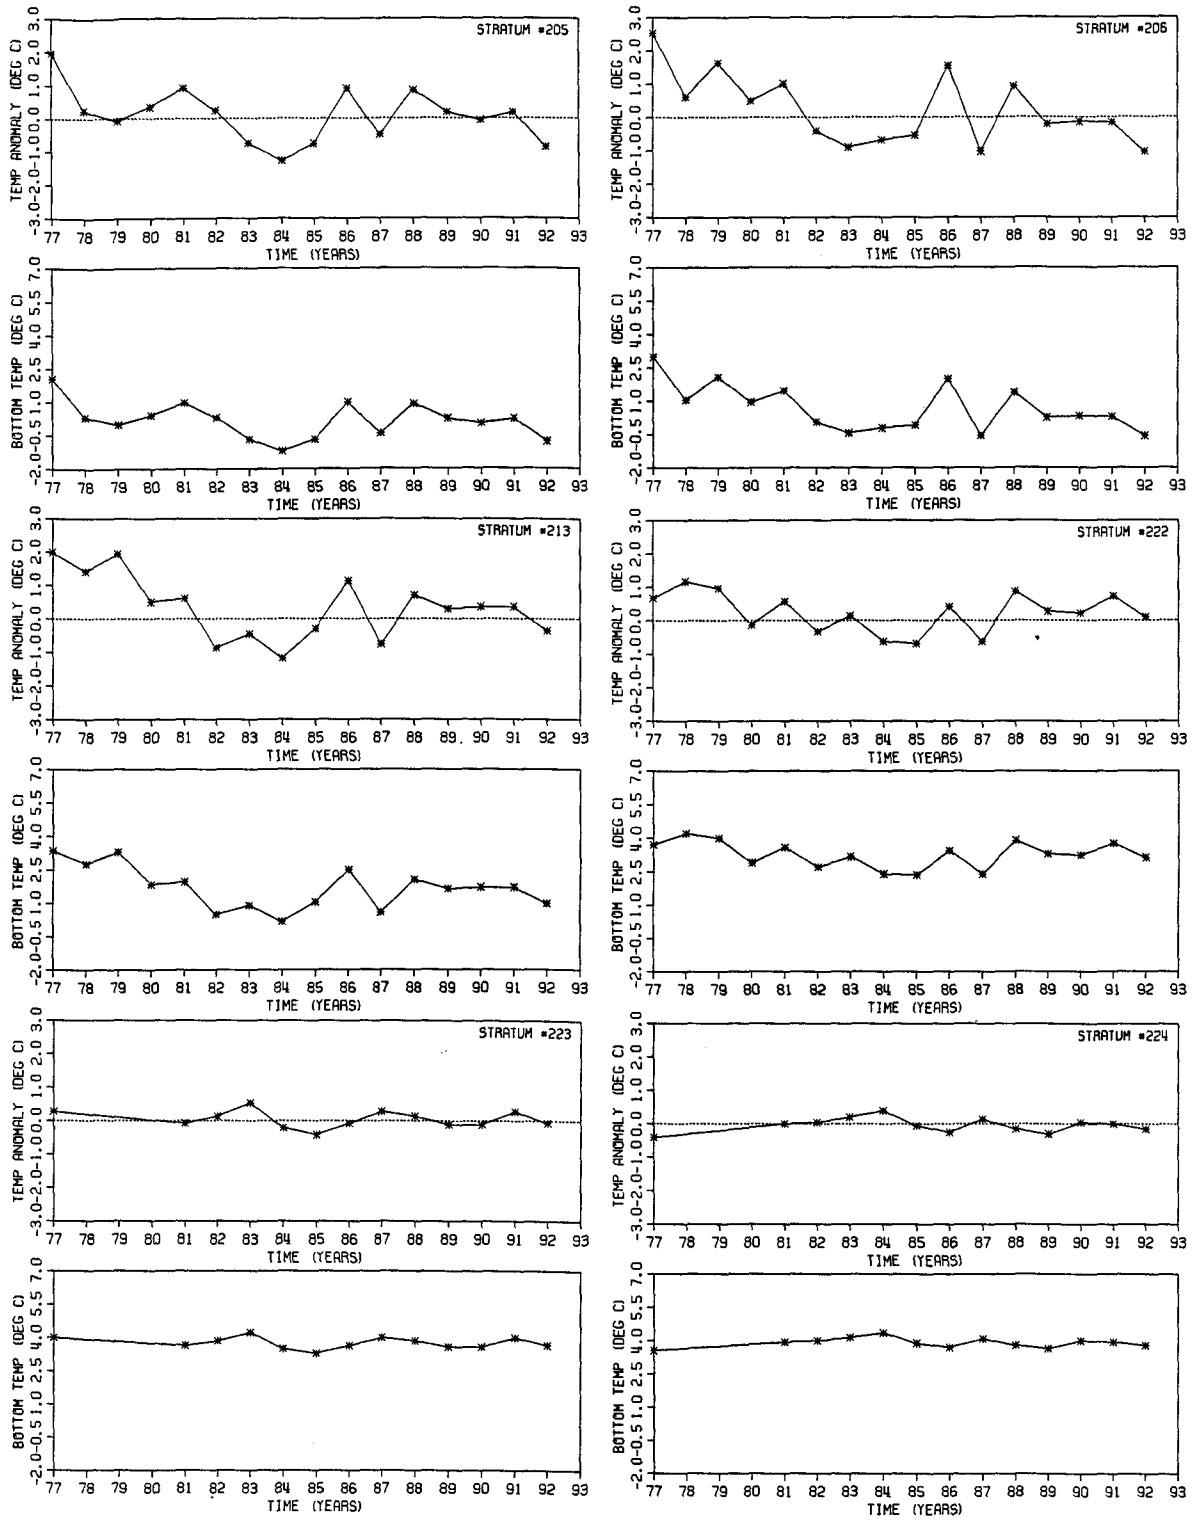 STRATUM #205
TEMP ANOMALY (DEG C)
-3.0 -2.0 -1.0 0.0 1.0 2.0 3.0
77 78 79 80 81 82 83 84 85 86 87 88 89 90 91 92 93
TIME (YEARS)
BOTTOM TEMP (DEG C)
-2.0 -0.5 1.0 2.5 4.0 5.5 7.0
77 78 79 80 81 82 83 84 85 86 87 88 89 90 91 92 93
TIME (YEARS)
STRATUM #206
TEMP ANOMALY (DEG C)
-3.0 -2.0 -1.0 0.0 1.0 2.0 3.0
77 78 79 80 81 82 83 84 85 86 87 88 89 90 91 92 93
TIME (YEARS)
BOTTOM TEMP (DEG C)
-2.0 -0.5 1.0 2.5 4.0 5.5 7.0
77 78 79 80 81 82 83 84 85 86 87 88 89 90 91 92 93
TIME (YEARS)
STRATUM #213
TEMP ANOMALY (DEG C)
-3.0 -2.0 -1.0 0.0 1.0 2.0 3.0
77 78 79 80 81 82 83 84 85 86 87 88 89 90 91 92 93
TIME (YEARS)
BOTTOM TEMP (DEG C)
-2.0 -0.5 1.0 2.5 4.0 5.5 7.0
77 78 79 80 81 82 83 84 85 86 87 88 89 90 91 92 93
TIME (YEARS)
STRATUM #222
TEMP ANOMALY (DEG C)
-3.0 -2.0 -1.0 0.0 1.0 2.0 3.0
77 78 79 80 81 82 83 84 85 86 87 88 89 90 91 92 93
TIME (YEARS)
BOTTOM TEMP (DEG C)
-2.0 -0.5 1.0 2.5 4.0 5.5 7.0
77 78 79 80 81 82 83 84 85 86 87 88 89 90 91 92 93
TIME (YEARS)
STRATUM #223
TEMP ANOMALY (DEG C)
-3.0 -2.0 -1.0 0.0 1.0 2.0 3.0
77 78 79 80 81 82 83 84 85 86 87 88 89 90 91 92 93
TIME (YEARS)
BOTTOM TEMP (DEG C)
-2.0 -0.5 1.0 2.5 4.0 5.5 7.0
77 78 79 80 81 82 83 84 85 86 87 88 89 90 91 92 93
TIME (YEARS)
STRATUM #224
TEMP ANOMALY (DEG C)
-3.0 -2.0 -1.0 0.0 1.0 2.0 3.0
77 78 79 80 81 82 83 84 85 86 87 88 89 90 91 92 93
TIME (YEARS)
BOTTOM TEMP (DEG C)
-2.0 -0.5 1.0 2.5 4.0 5.5 7.0
77 78 79 80 81 82 83 84 85 86 87 88 89 90 91 92 93
TIME (YEARS)